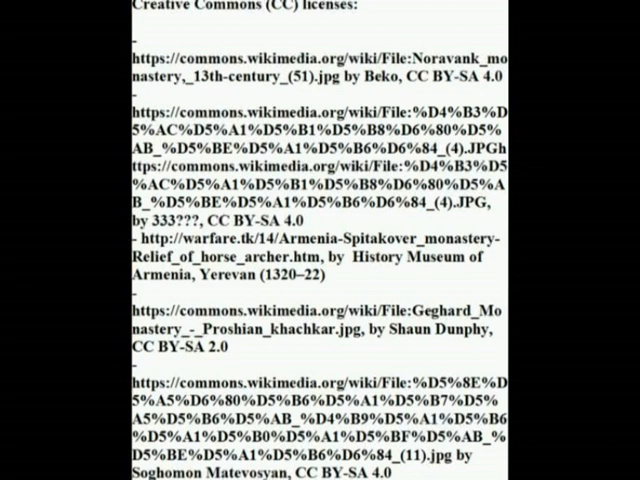 Creative Commons (CC) licenses:
-
https://commons.wikimedia.org/wiki/File:Noravank_mo
nastery,_13th-century_(51).jpg by Beko, CC BY-SA 4.0
-
https://commons.wikimedia.org/wiki/File:%D4%B3%D
5%AC%D5%A1%D5%B1%D5%B8%D6%80%D5%
AB_%D5%BE%D5%A1%D5%B6%D6%84_(4).JPGh
ttps://commons.wikimedia.org/wiki/File:%D4%B3%D5
%AC%D5%A1%D5%B1%D5%B8%D6%80%D5%A
B_%D5%BE%D5%A1%D5%B6%D6%84_(4).JPG,
by 333???, CC BY-SA 4.0
- http://warfare.tk/14/Armenia-Spitakover_monastery-
Relief_of_horse_archer.htm, by History Museum of
Armenia, Yerevan (1320–22)
-
https://commons.wikimedia.org/wiki/File:Geghard_Mo
nastery_-_Proshian_khachkar.jpg, by Shaun Dunphy,
CC BY-SA 2.0
-
https://commons.wikimedia.org/wiki/File:%D5%8E%D
5%A5%D6%80%D5%B6%D5%A1%D5%B7%D5%
A5%D5%B6%D5%AB_%D4%B9%D5%A1%D5%B6
%D5%A1%D5%B0%D5%A1%D5%BF%D5%AB_%
D5%BE%D5%A1%D5%B6%D6%84_(11).jpg by
Soghomon Matevosyan, CC BY-SA 4.0